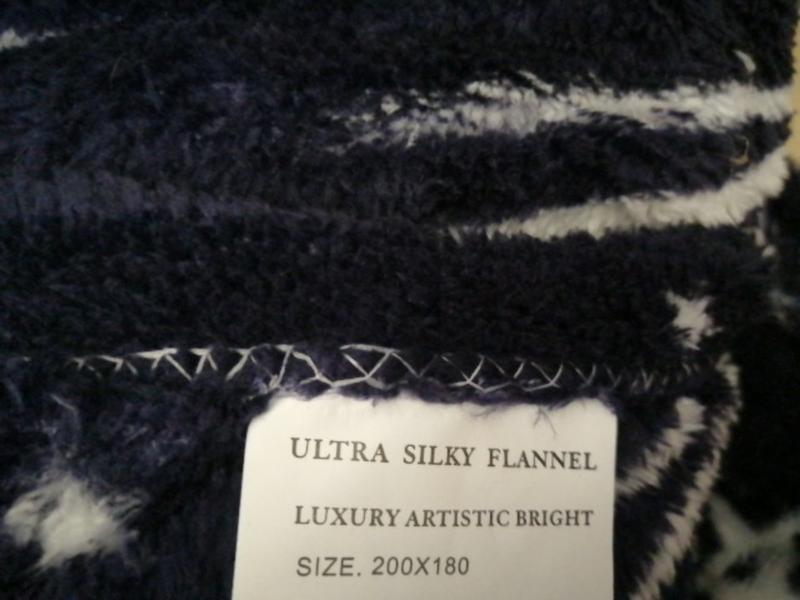 ULTRA SILKY FLANNEL
LUXURY ARTISTIC BRIGHT
SIZE. 200X180